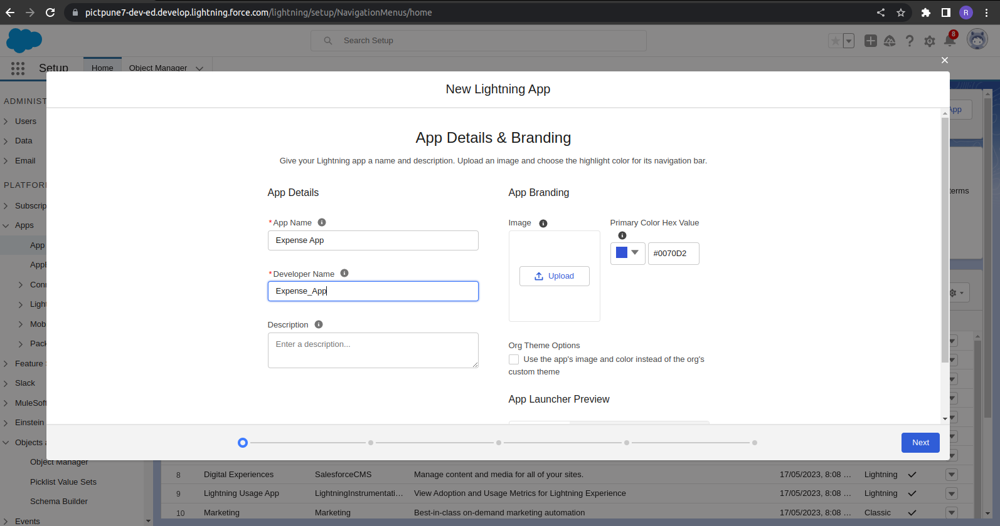 pictpune7-dev-ed.develop.lightning.force.com/lightning/setup/NavigationMenus/home
R
Search Setup
8
Setup
Home
Object Manager
New Lightning App
ADMINIST
Users
Data
Email
PLATFORM
Subscrip
Apps
App
AppE
Conn
Light
Mob
Pack
Feature S
Slack
MuleSoft
Einstein
Objects a
Object Manager
Picklist Value Sets
Schema Builder
Events
App
terms
App Details & Branding
Give your Lightning app a name and description. Upload an image and choose the highlight color for its navigation bar.
App Details
*App Name
Expense App
*Developer Name
Expense_App
Description
Enter a description...
App Branding
Image
Upload
Primary Color Hex Value
#0070D2
Org Theme Options
Use the app's image and color instead of the org's
custom theme
App Launcher Preview
Next
8 Digital Experiences SalesforceCMS Manage content and media for all of your sites. 17/05/2023, 8:08 ... Lightning
9 Lightning Usage App LightningInstrumentati... View Adoption and Usage Metrics for Lightning Experience 17/05/2023, 8:08 ... Lightning
10 Marketing Marketing Best-in-class on-demand marketing automation 17/05/2023, 8:08 ... Classic